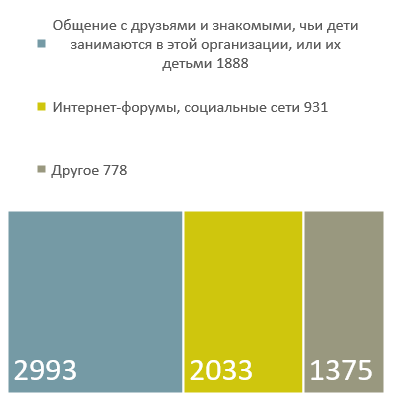 Общение с друзьями и знакомыми, чьи дети
занимаются в этой организации, или их
детьми 1888
Интернет-форумы, социальные сети 931
Другое 778
2993 2033 1375